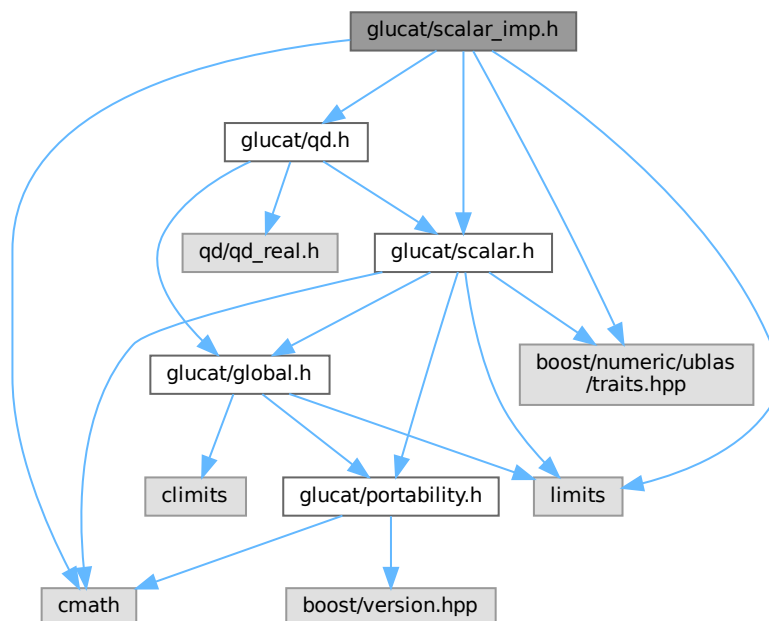 glucat/scalar_imp.h
glucat/qd.h
qd/qd_real.h
glucat/scalar.h
glucat/global.h
boost/numeric/ublas
/traits.hpp
climits
glucat/portability.h
limits
cmath
boost/version.hpp